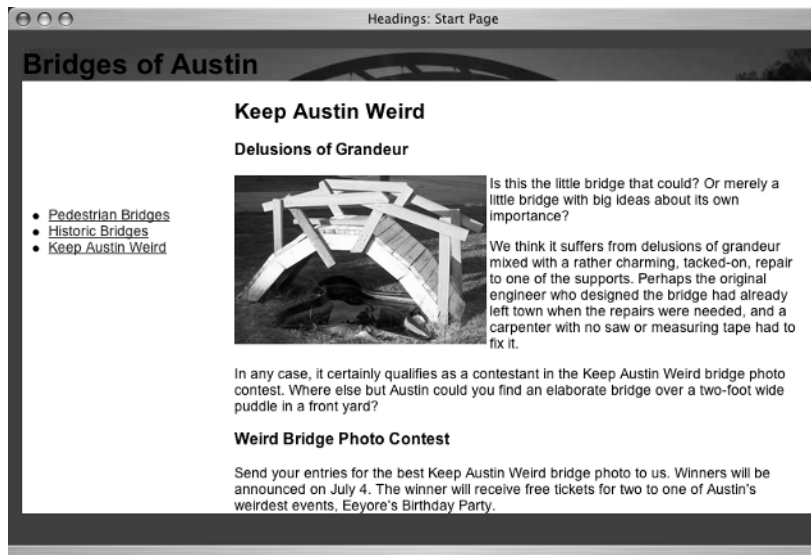 Headings: Start Page
Bridges of Austin
Pedestrian Bridges
Historic Bridges
Keep Austin Weird
Keep Austin Weird
Delusions of Grandeur
Is this the little bridge that could? Or merely a
little bridge with big ideas about its own
importance?
We think it suffers from delusions of grandeur
mixed with a rather charming, tacked-on, repair
to one of the supports. Perhaps the original
engineer who designed the bridge had already
left town when the repairs were needed, and a
carpenter with no saw or measuring tape had to
fix it.
In any case, it certainly qualifies as a contestant in the Keep Austin Weird bridge photo
contest. Where else but Austin could you find an elaborate bridge over a two-foot wide
puddle in a front yard?
Weird Bridge Photo Contest
Send your entries for the best Keep Austin Weird bridge photo to us. Winners will be
announced on July 4. The winner will receive free tickets for two to one of Austin's
weirdest events, Eeyore's Birthday Party.